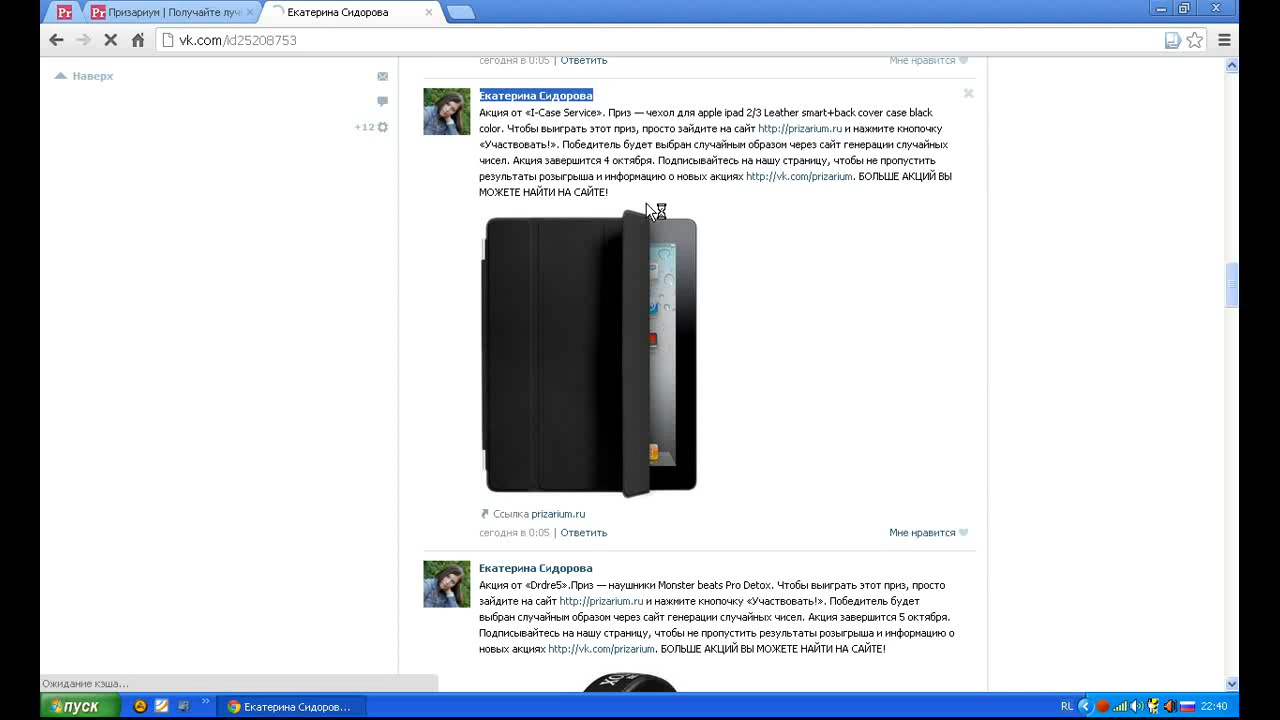 Pr
Pr Призариум | Получайте луч
Екатерина Сидорова
vk.com/id25208753
Наверх
+12
сегодня в 0:05 | Ответить
Мне нравится
Екатерина Сидорова
Акция от «I-Case Service». Приз — чехол для apple ipad 2/3 Leather smart+back cover case black
color. Чтобы выиграть этот приз, просто зайдите на сайт http://prizarium.ru и нажмите кнопочку
«Участвовать!». Победитель будет выбран случайным образом через сайт генерации случайных
чисел. Акция завершится 4 октября. Подписывайтесь на нашу страницу, чтобы не пропустить
результаты розыгрыша и информацию о новых акциях http://vk.com/prizarium. БОЛЬШЕ АКЦИЙ ВЫ
МОЖЕТЕ НАЙТИ НА САЙТЕ!
Ссылка prizarium.ru
сегодня в 0:05 | Ответить
Мне нравится
Екатерина Сидорова
Акция от «Drdre5».Приз — наушники Monster beats Pro Detox. Чтобы выиграть этот приз, просто
зайдите на сайт http://prizarium.ru и нажмите кнопочку «Участвовать!». Победитель будет
выбран случайным образом через сайт генерации случайных чисел. Акция завершится 5 октября.
Подписывайтесь на нашу страницу, чтобы не пропустить результаты розыгрыша и информацию о
новых акциях http://vk.com/prizarium. БОЛЬШЕ АКЦИЙ ВЫ МОЖЕТЕ НАЙТИ НА САЙТЕ!
Ожидание кэша...
пуск
Екатерина Сидоров...
RL
22:40